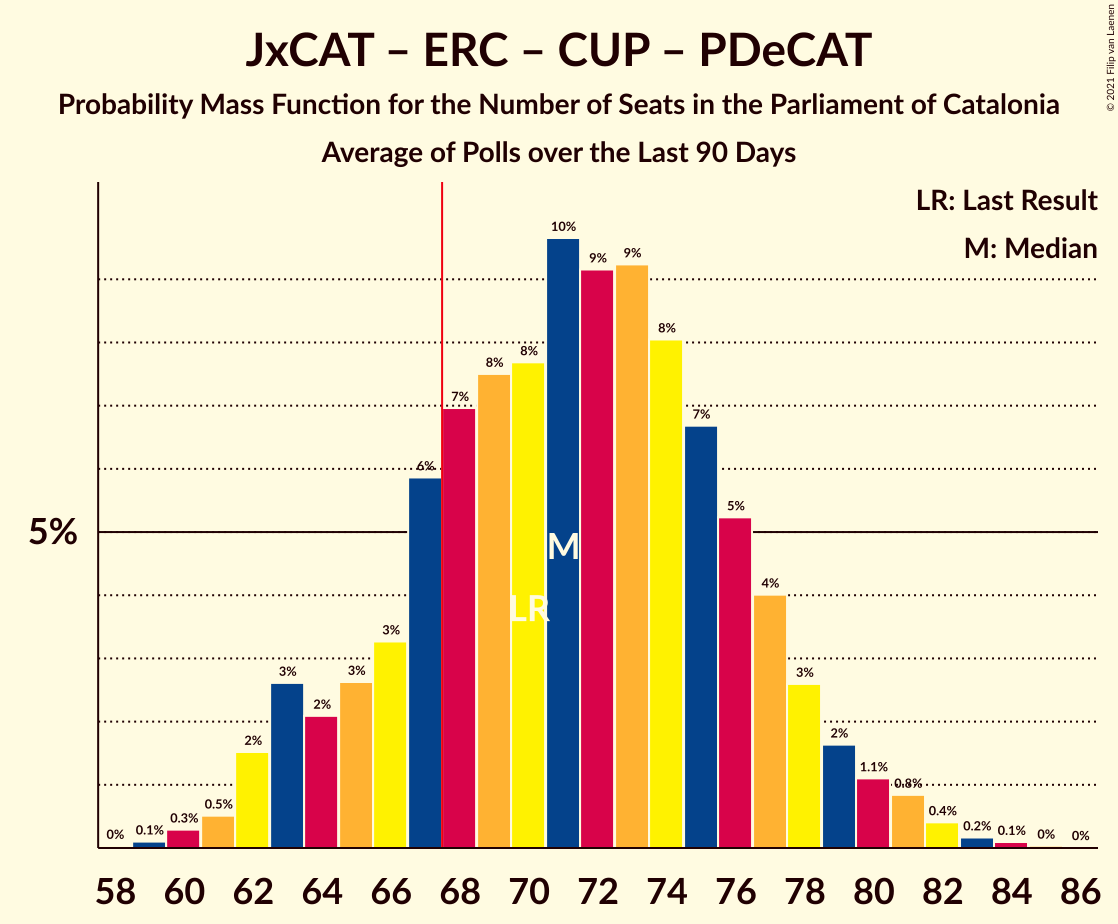 JxCAT – ERC – CUP – PDeCAT
Probability Mass Function for the Number of Seats in the Parliament of Catalonia
Average of Polls over the Last 90 Days
© 2021 Filip van Laenen
LR: Last Result
M: Median
5%
0% 0.1% 0.3% 0.5% 2% 3% 2% 3% 3% 6% 7% 8% 8% 10% 9% 9% 8% 7% 5% 4% 3% 2% 1.1% 0.8% 0.4% 0.2% 0.1% 0% 0%
M
LR
58 60 62 64 66 68 70 72 74 76 78 80 82 84 86